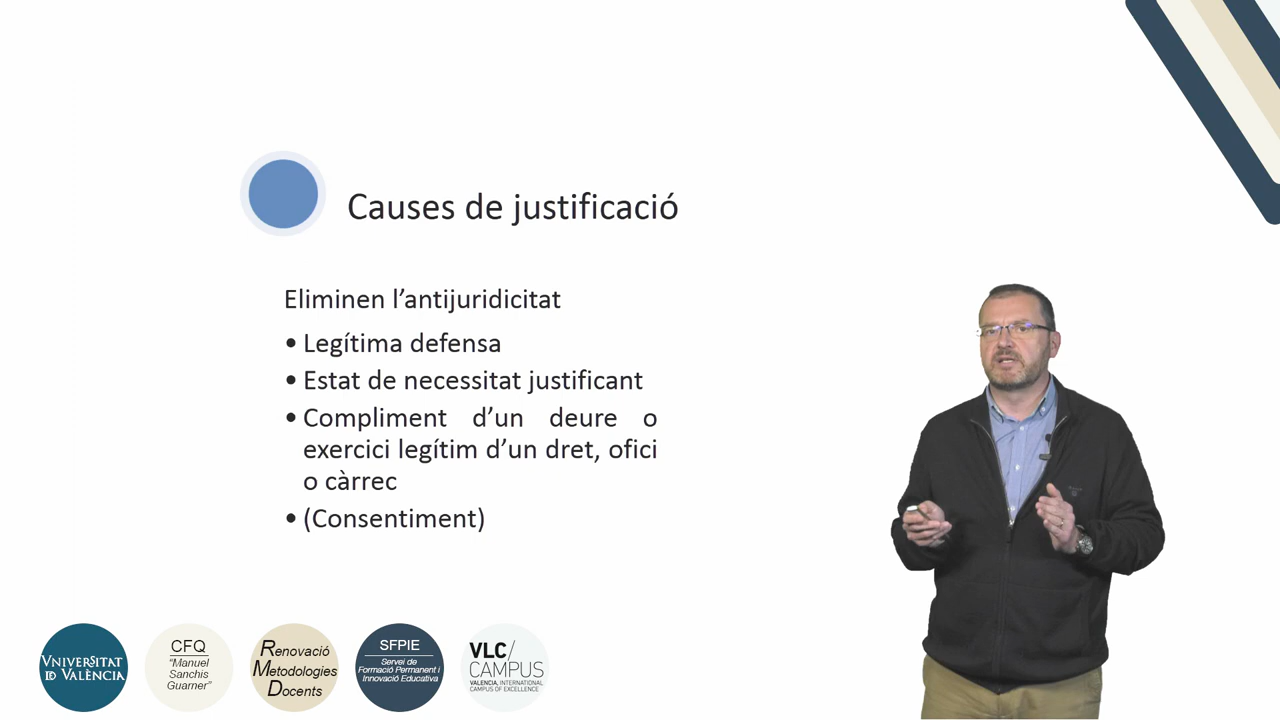 Causes de justificació
Eliminen l’antijuridicitat
• Legítima defensa
• Estat de necessitat justificant
• Compliment d’un deure o
exercici legítim d’un dret, ofici
o càrrec
• (Consentiment)
VNIVERSITAT
ID VALÈNCIA
CFQ
“Manuel
Sanchis
Guarner”
Renovació
Metodologies
Docents
SFPIE
Servei de
Formació Permanent i
Innovació Educativa
VLC/
CAMPUS
VALENCIA, INTERNATIONAL
CAMPUS OF EXCELLENCE